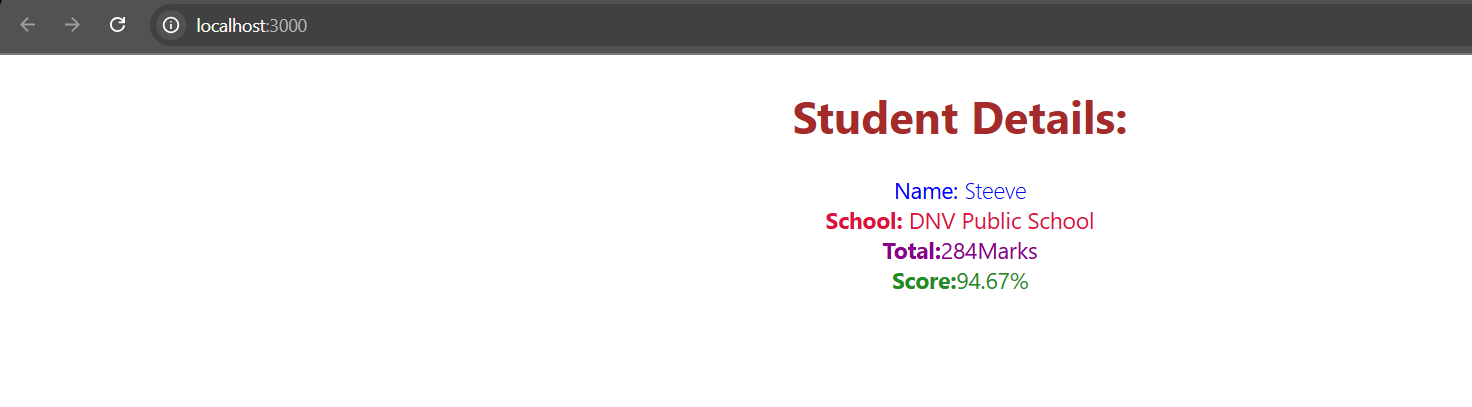 localhost:3000
Student Details:
Name: Steeve
School: DNV Public School
Total:284Marks
Score:94.67%